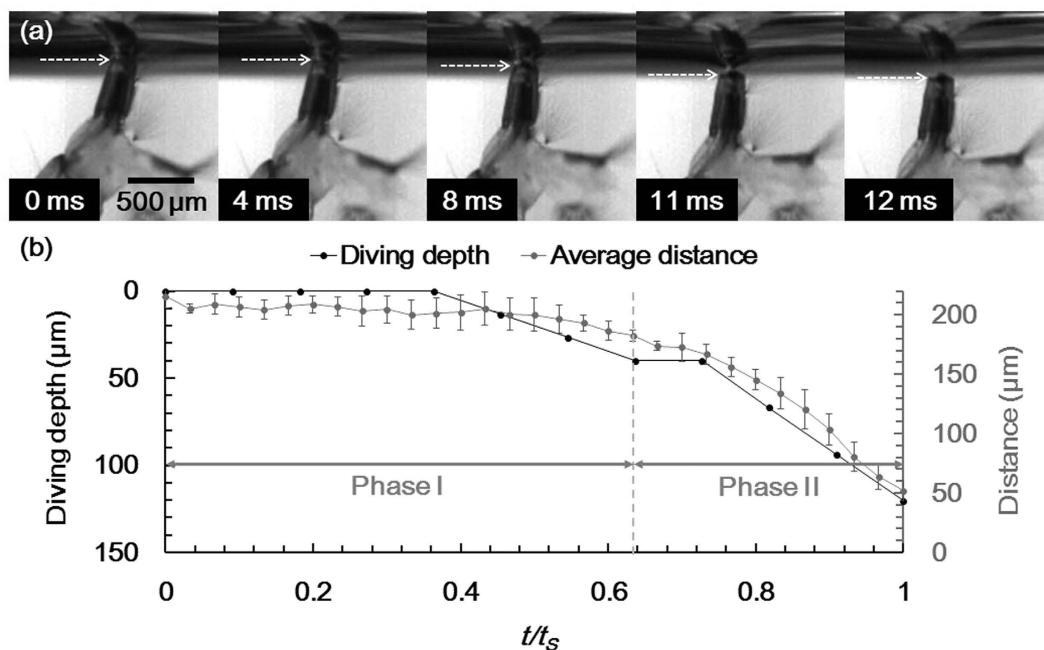 (a)
0 ms
500 µm
4 ms
8 ms
11 ms
12 ms
(b)
Diving depth
Average distance
0
50
100
150
Diving depth (µm)
200
150
100
50
0
Distance (µm)
Phase I
Phase II
0
0.2
0.4
0.6
0.8
1
t/ts